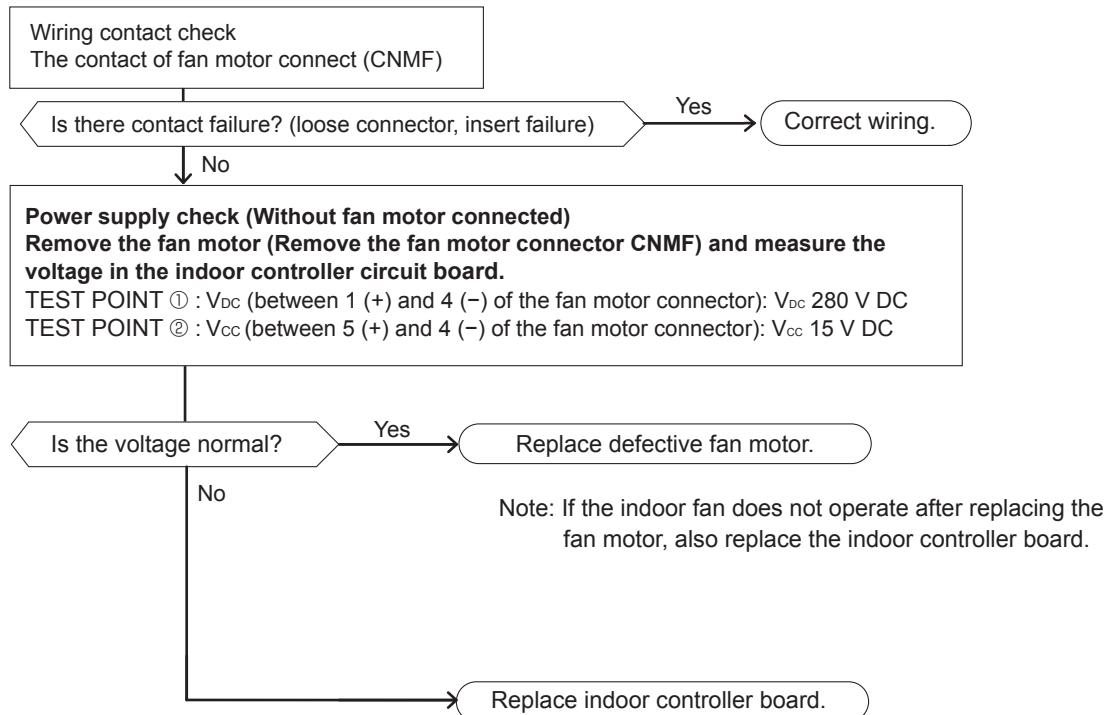 Wiring contact check
The contact of fan motor connect (CNMF)
Is there contact failure? (loose connector, insert failure)
Yes
Correct wiring.
No
Power supply check (Without fan motor connected)
Remove the fan motor (Remove the fan motor connector CNMF) and measure the
voltage in the indoor controller circuit board.
TEST POINT ① : VDC (between 1 (+) and 4 (−) of the fan motor connector): VDC 280 V DC
TEST POINT ② : VCC (between 5 (+) and 4 (−) of the fan motor connector): Vcc 15 V DC
Is the voltage normal?
Yes
Replace defective fan motor.
No
Note: If the indoor fan does not operate after replacing the
fan motor, also replace the indoor controller board.
Replace indoor controller board.